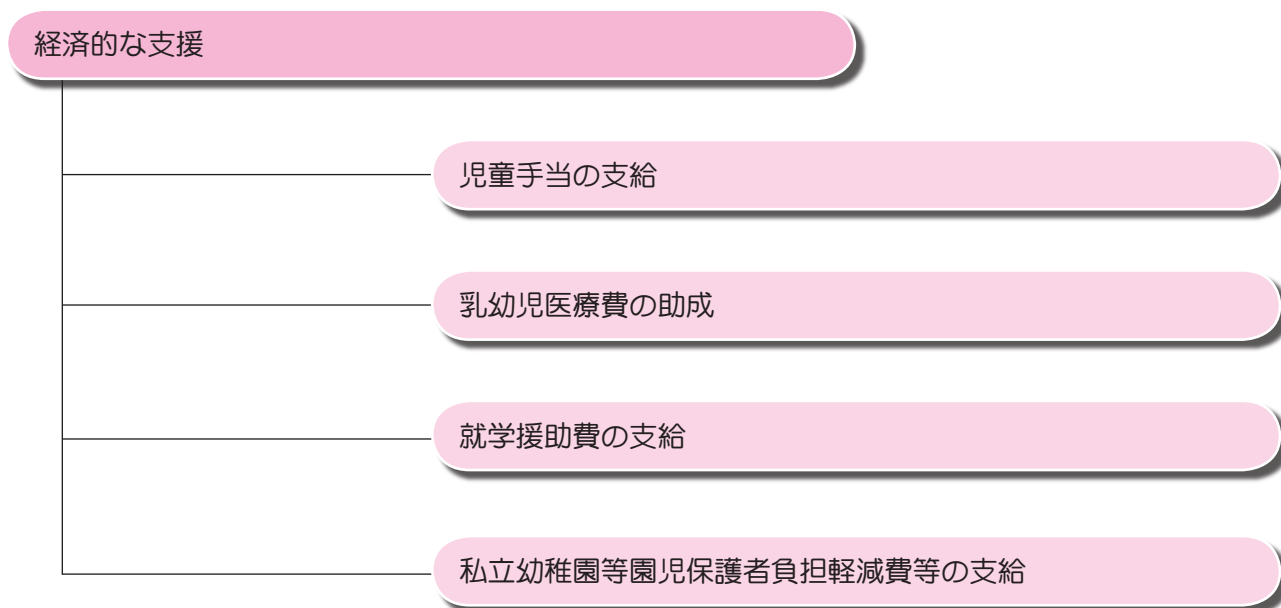 経済的な支援
児童手当の支給
乳幼児医療費の助成
就学援助費の支給
私立幼稚園等園児保護者負担軽減費等の支給